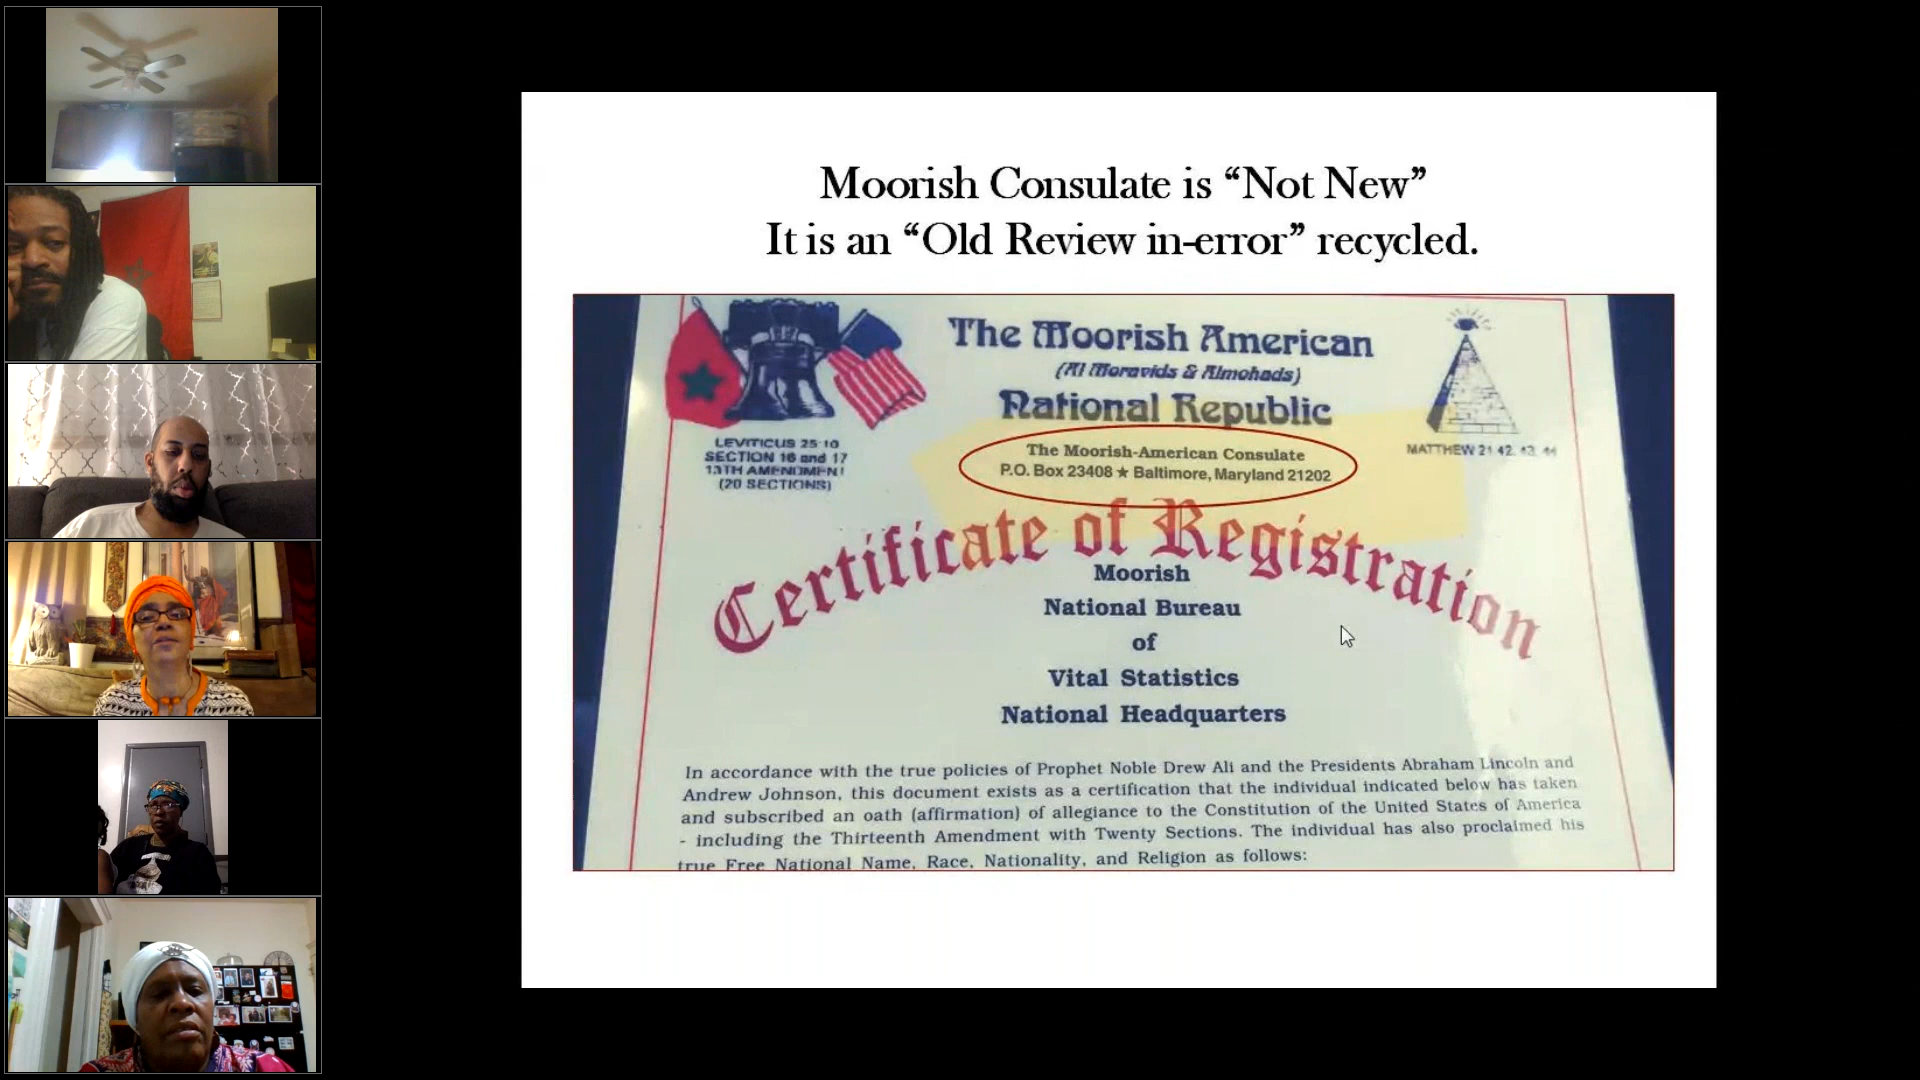 Moorish Consulate is “Not New”
It is an “Old Review in-error” recycled.
The Moorish American
(Al Moravids & Almohads)
National Republic
LEVITICUS 25:10
SECTION 16 and 17
13TH AMENDMENT
(20 SECTIONS)
MATTHEW 21 42, 43, 44
The Moorish-American Consulate
P.O. Box 23408 ★ Baltimore, Maryland 21202
Certificate of Registration
Moorish
National Bureau
of
Vital Statistics
National Headquarters
In accordance with the true policies of Prophet Noble Drew Ali and the Presidents Abraham Lincoln and
Andrew Johnson, this document exists as a certification that the individual indicated below has taken
and subscribed an oath (affirmation) of allegiance to the Constitution of the United States of America
- including the Thirteenth Amendment with Twenty Sections. The individual has also proclaimed his
true Free National Name, Race, Nationality, and Religion as follows: